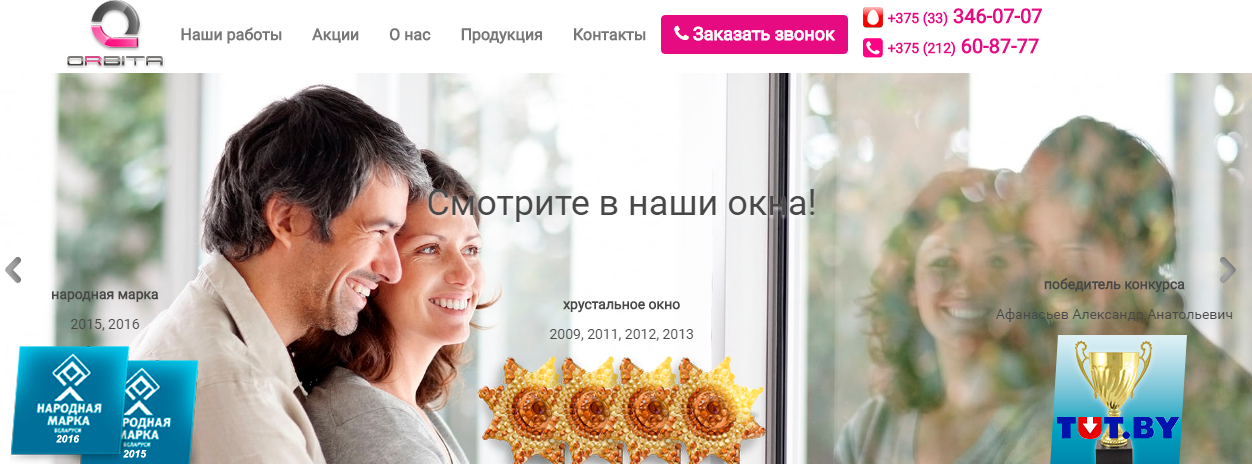 ORBITA
Наши работы
Акции
О нас
Продукция
Контакты
Заказать звонок
+375 (33) 346-07-07
+375 (212) 60-87-77
Смотрите в наши окна!
народная марка
2015, 2016
хрустальное окно
2009, 2011, 2012, 2013
победитель конкурса
Афанасьев Александр Анатольевич
НАРОДНАЯ
МАРКА
БЕЛАРУСИ
2016
НАРОДНАЯ
МАРКА
БЕЛАРУСИ
2015
TUT.BY